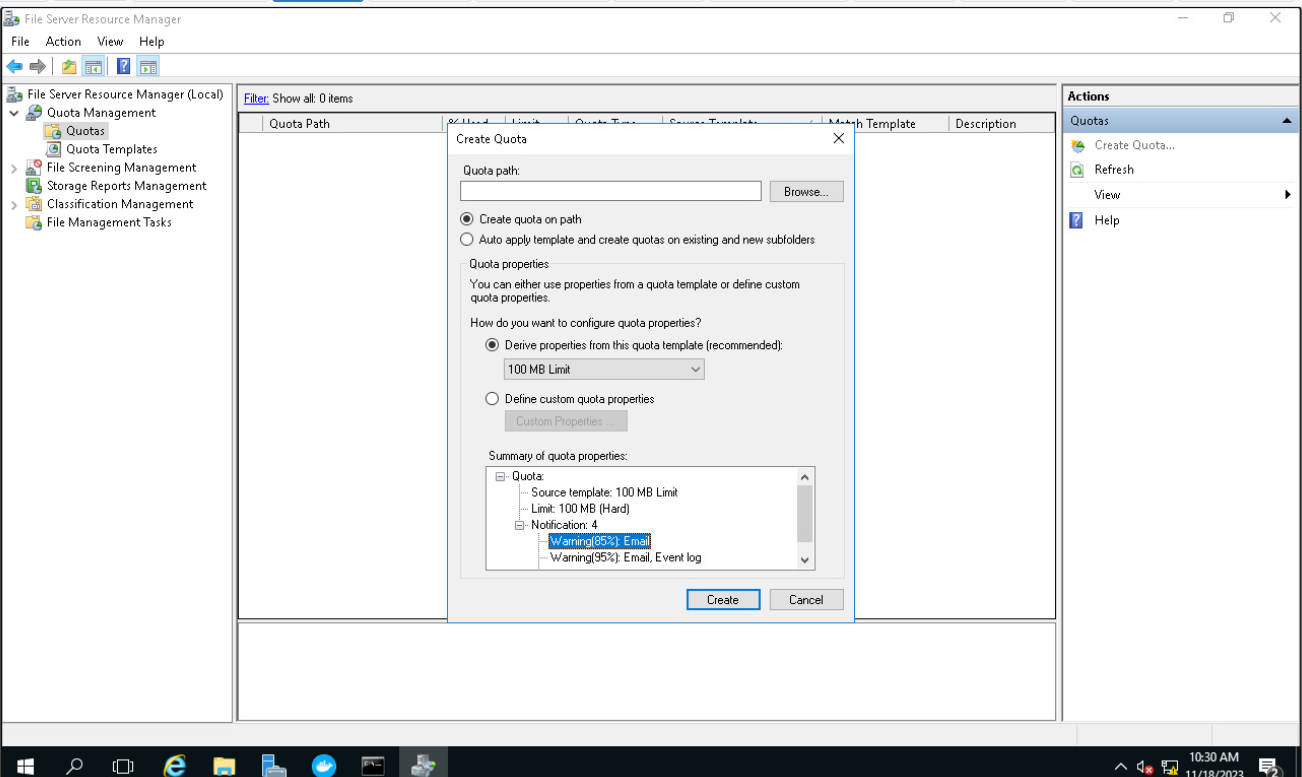 File Server Resource Manager
File Action View Help
File Server Resource Manager (Local)
Quota Management
Quotas
Quota Templates
File Screening Management
Storage Reports Management
Classification Management
File Management Tasks
Filter: Show all: 0 items
Quota Path % Used Limit Quota Type Source Template Match Template Description
Create Quota
Quota path:
Browse...
Create quota on path
Auto apply template and create quotas on existing and new subfolders
Quota properties
You can either use properties from a quota template or define custom
quota properties.
How do you want to configure quota properties?
Derive properties from this quota template (recommended):
100 MB Limit
Define custom quota properties
Custom Properties ...
Summary of quota properties:
Quota:
Source template: 100 MB Limit
Limit: 100 MB (Hard)
Notification: 4
Warning(85%): Email
Warning(95%): Email, Event log
Create Cancel
Actions
Quotas
Create Quota...
Refresh
View
Help
10:30 AM
11/18/2023
2